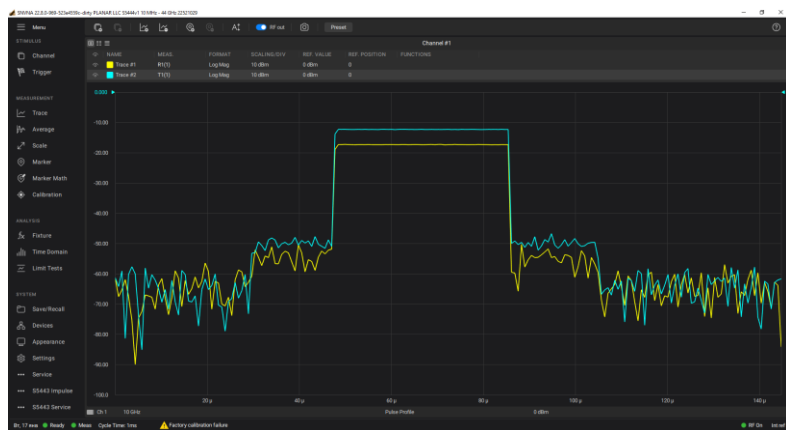 SNVNA 22.0.0-969-323a4559c-dirty PLANAR LLC S5444v1 10 MHz - 44 GHz 22321029
Menu
RF out
Preset
STIMULUS
Channel
Trigger
MEASUREMENT
Trace
Average
Scale
Marker
Marker Math
Calibration
ANALYSIS
Fixture
Time Domain
Limit Tests
SYSTEM
Save/Recall
Devices
Appearance
Settings
Service
S5443 Impulse
S5443 Service
Channel #1
NAME MEAS FORMAT SCALING/DIV REF. VALUE REF. POSITION FUNCTIONS
Trace #1 R1(1) Log Mag 10 dBm 0 dBm 0
Trace #2 T1(1) Log Mag 10 dBm 0 dBm 0
0.000
-10.00
-20.00
-30.00
-40.00
-50.00
-60.00
-70.00
-80.00
-90.00
-100.0
20 µ 40 µ 60 µ 80 µ 100 µ 120 µ 140 µ
Ch 1 10 GHz Pulse Profile 0 dBm
Ready Meas Cycle Time: 1ms Factory calibration failure RF On Int ref